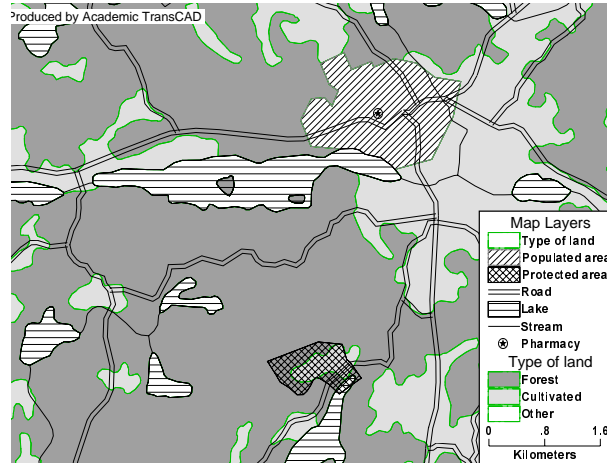 Produced by Academic TransCAD
Map Layers
Type of land
Populated area
Protected area
Road
Lake
Stream
Pharmacy
Type of land
Forest
Cultivated
Other
0 .8 1.6
Kilometers